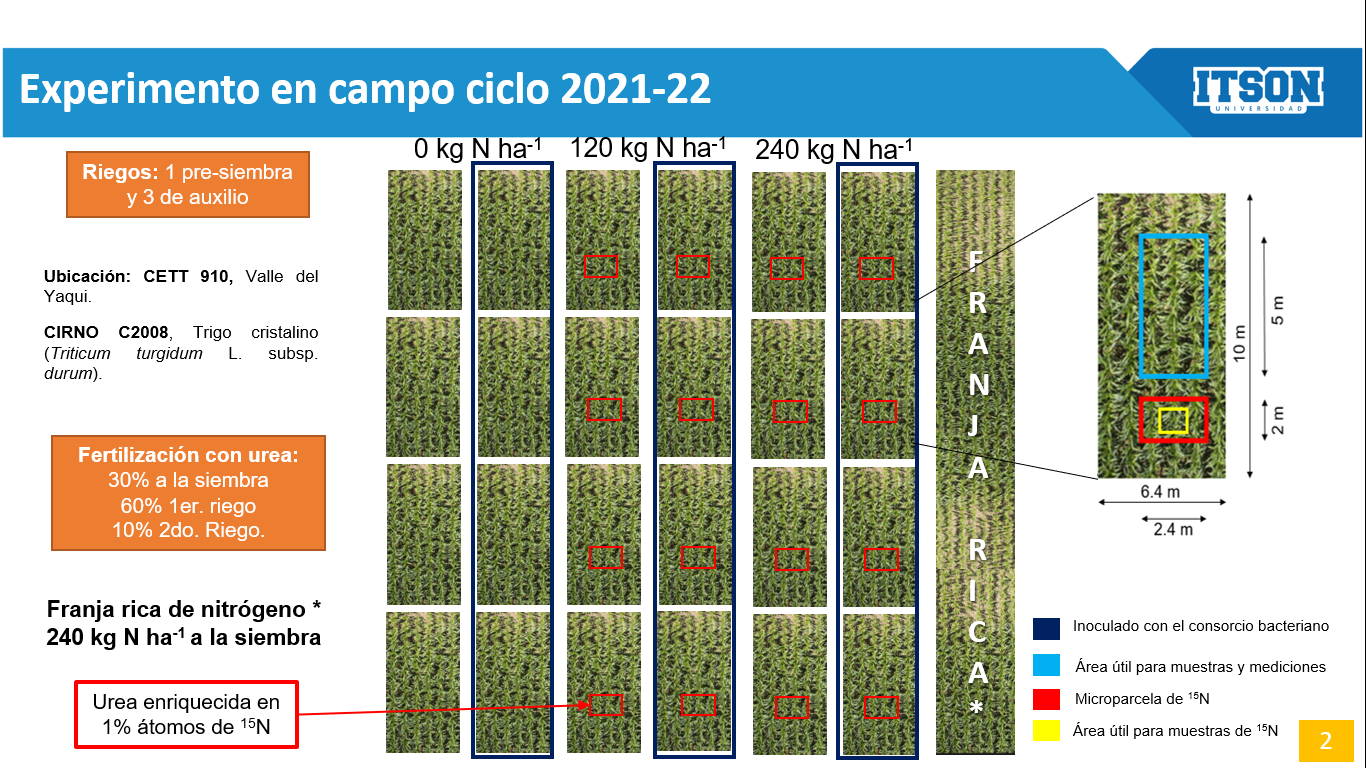 Experimento en campo ciclo 2021-22
ITSON
UNIVERSIDAD
Riegos: 1 pre-siembra
y 3 de auxilio
Ubicación: CETT 910, Valle del
Yaqui.
CIRNO C2008, Trigo cristalino
(Triticum turgidum L. subsp.
durum).
Fertilización con urea:
30% a la siembra
60% 1er. riego
10% 2do. Riego.
Franja rica de nitrógeno *
240 kg N ha-1 a la siembra
Urea enriquecida en
1% átomos de 15N
0 kg N ha-1
120 kg N ha-1
240 kg N ha-1
FRANJA RICA*
10 m
5 m
2 m
6.4 m
2.4 m
Inoculado con el consorcio bacteriano
Área útil para muestras y mediciones
Microparcela de 15N
Área útil para muestras de 15N
2